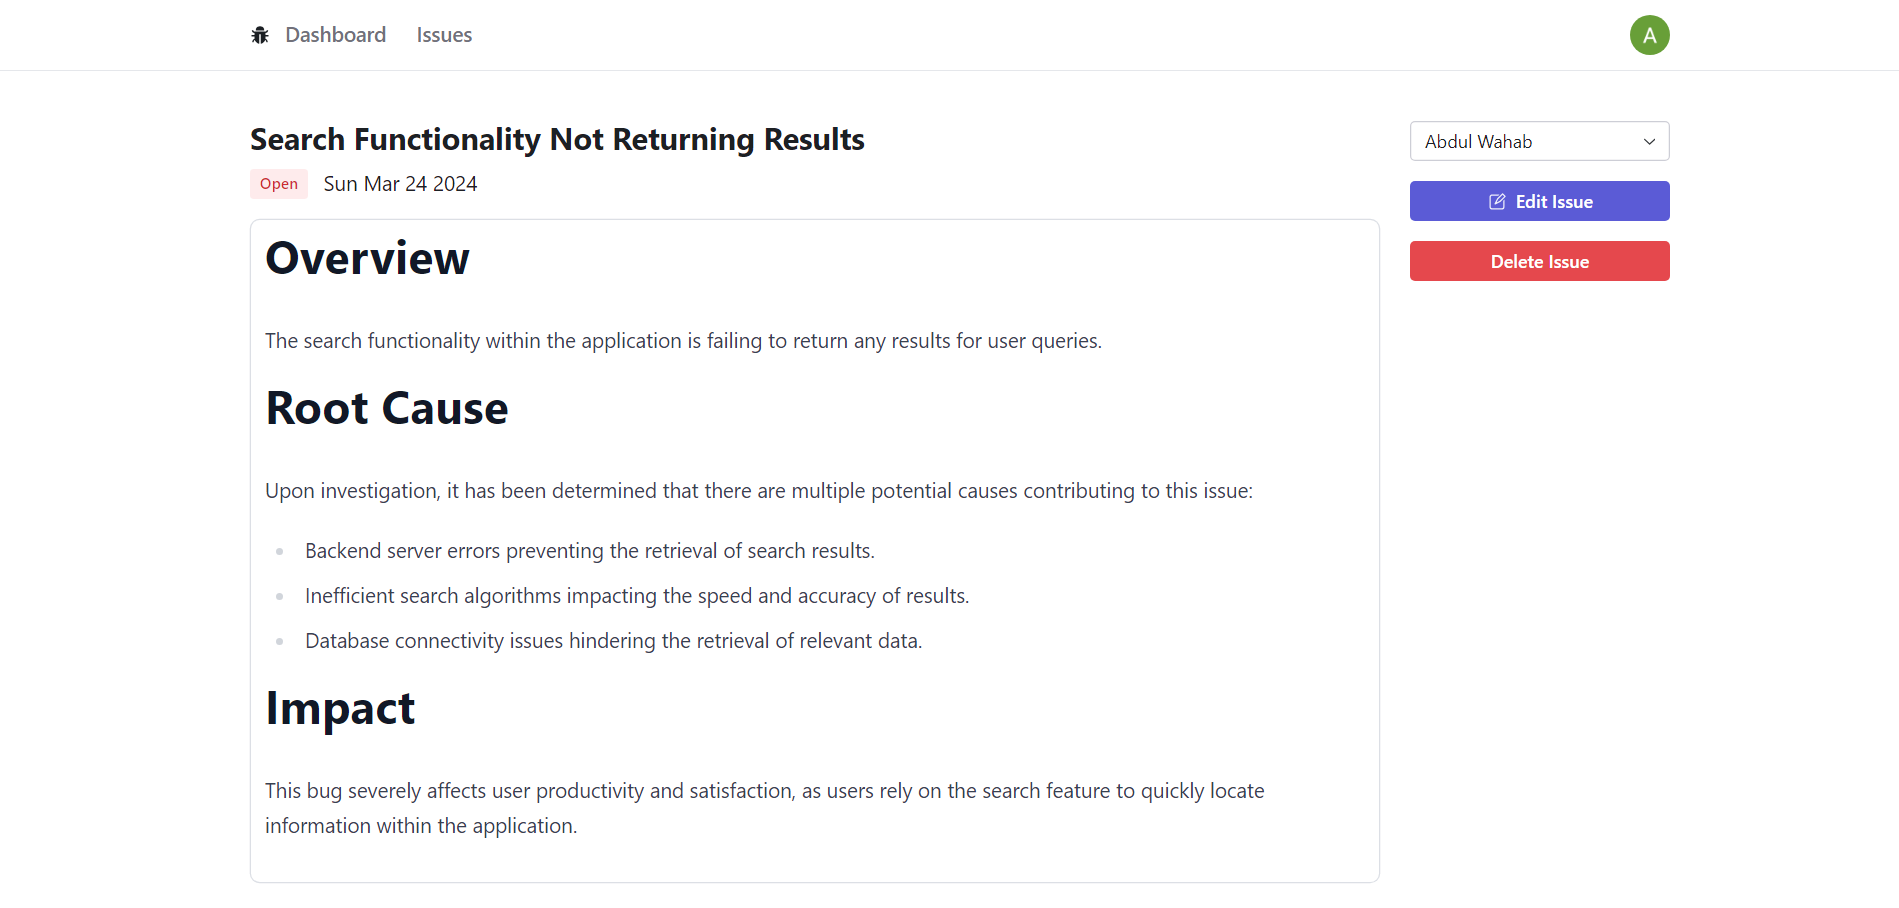 Dashboard Issues
A
Search Functionality Not Returning Results
Open Sun Mar 24 2024
Abdul Wahab
Edit Issue
Delete Issue
Overview
The search functionality within the application is failing to return any results for user queries.
Root Cause
Upon investigation, it has been determined that there are multiple potential causes contributing to this issue:
Backend server errors preventing the retrieval of search results.
Inefficient search algorithms impacting the speed and accuracy of results.
Database connectivity issues hindering the retrieval of relevant data.
Impact
This bug severely affects user productivity and satisfaction, as users rely on the search feature to quickly locate
information within the application.